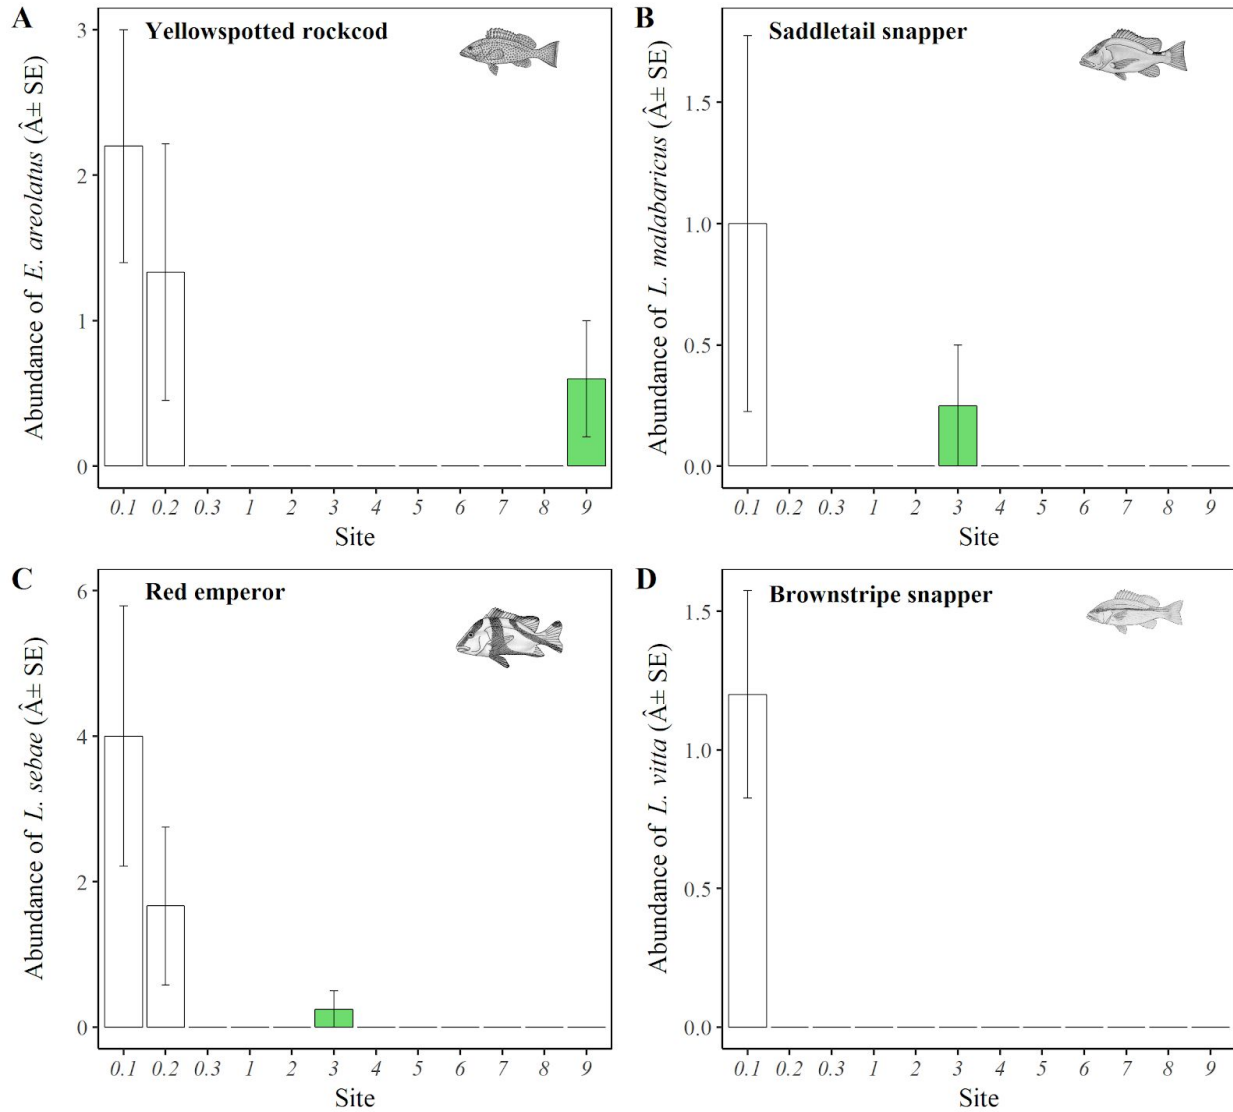 A
Yellowspotted rockcod
Abundance of E. areolatus (Â± SE)
3
2
1
0
0.1 0.2 0.3 1 2 3 4 5 6 7 8 9
Site
B
Saddletail snapper
Abundance of L. malabaricus (Â± SE)
1.5
1.0
0.5
0.0
0.1 0.2 0.3 1 2 3 4 5 6 7 8 9
Site
C
Red emperor
Abundance of L. sebae (Â± SE)
6
4
2
0
0.1 0.2 0.3 1 2 3 4 5 6 7 8 9
Site
D
Brownstripe snapper
Abundance of L. vitta (Â± SE)
1.5
1.0
0.5
0.0
0.1 0.2 0.3 1 2 3 4 5 6 7 8 9
Site